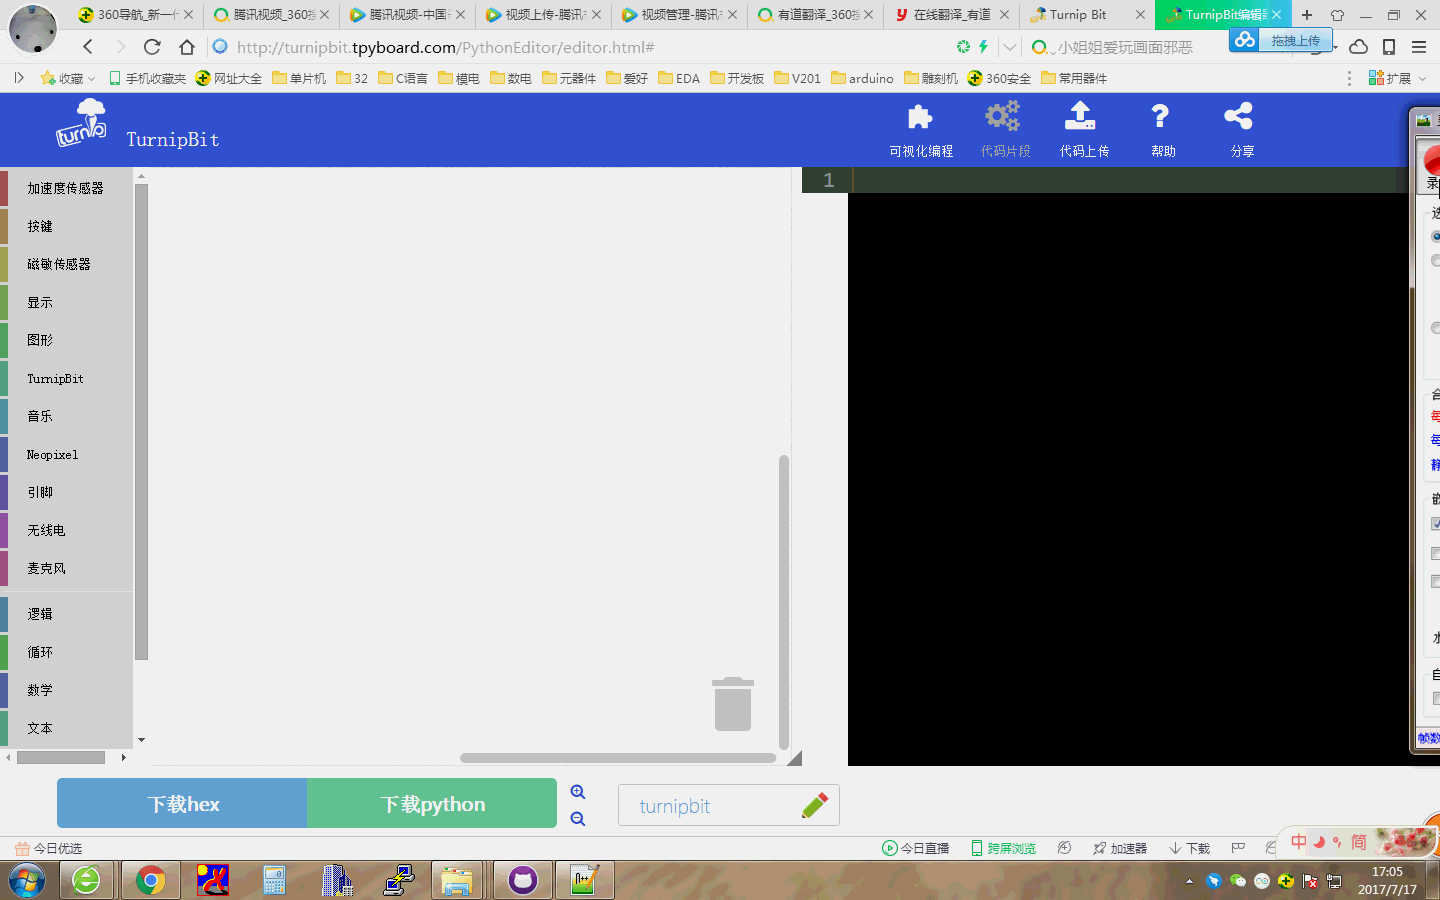 360导航_新一代
腾讯视频_360搜
腾讯视频-中国
视频上传-腾讯
视频管理-腾讯
有道翻译_360搜
在线翻译_有道
Turnip Bit
TurnipBit编辑器
http://turnipbit.tpyboard.com/PythonEditor/editor.html#
小姐姐爱玩画面邪恶
拖拽上传
收藏
手机收藏夹
网址大全
单片机
32
C语言
模电
数电
元器件
爱好
EDA
开发板
V201
arduino
雕刻机
360安全
常用器件
扩展
turnip
TurnipBit
可视化编程
代码片段
代码上传
帮助
分享
加速度传感器
按键
磁敏传感器
显示
图形
TurnipBit
音乐
Neopixel
引脚
无线电
麦克风
逻辑
循环
数学
文本
1
录
帧数
下载hex
下载python
turnipbit
今日优选
今日直播
跨屏浏览
加速器
下载
中
简
17:05
2017/7/17